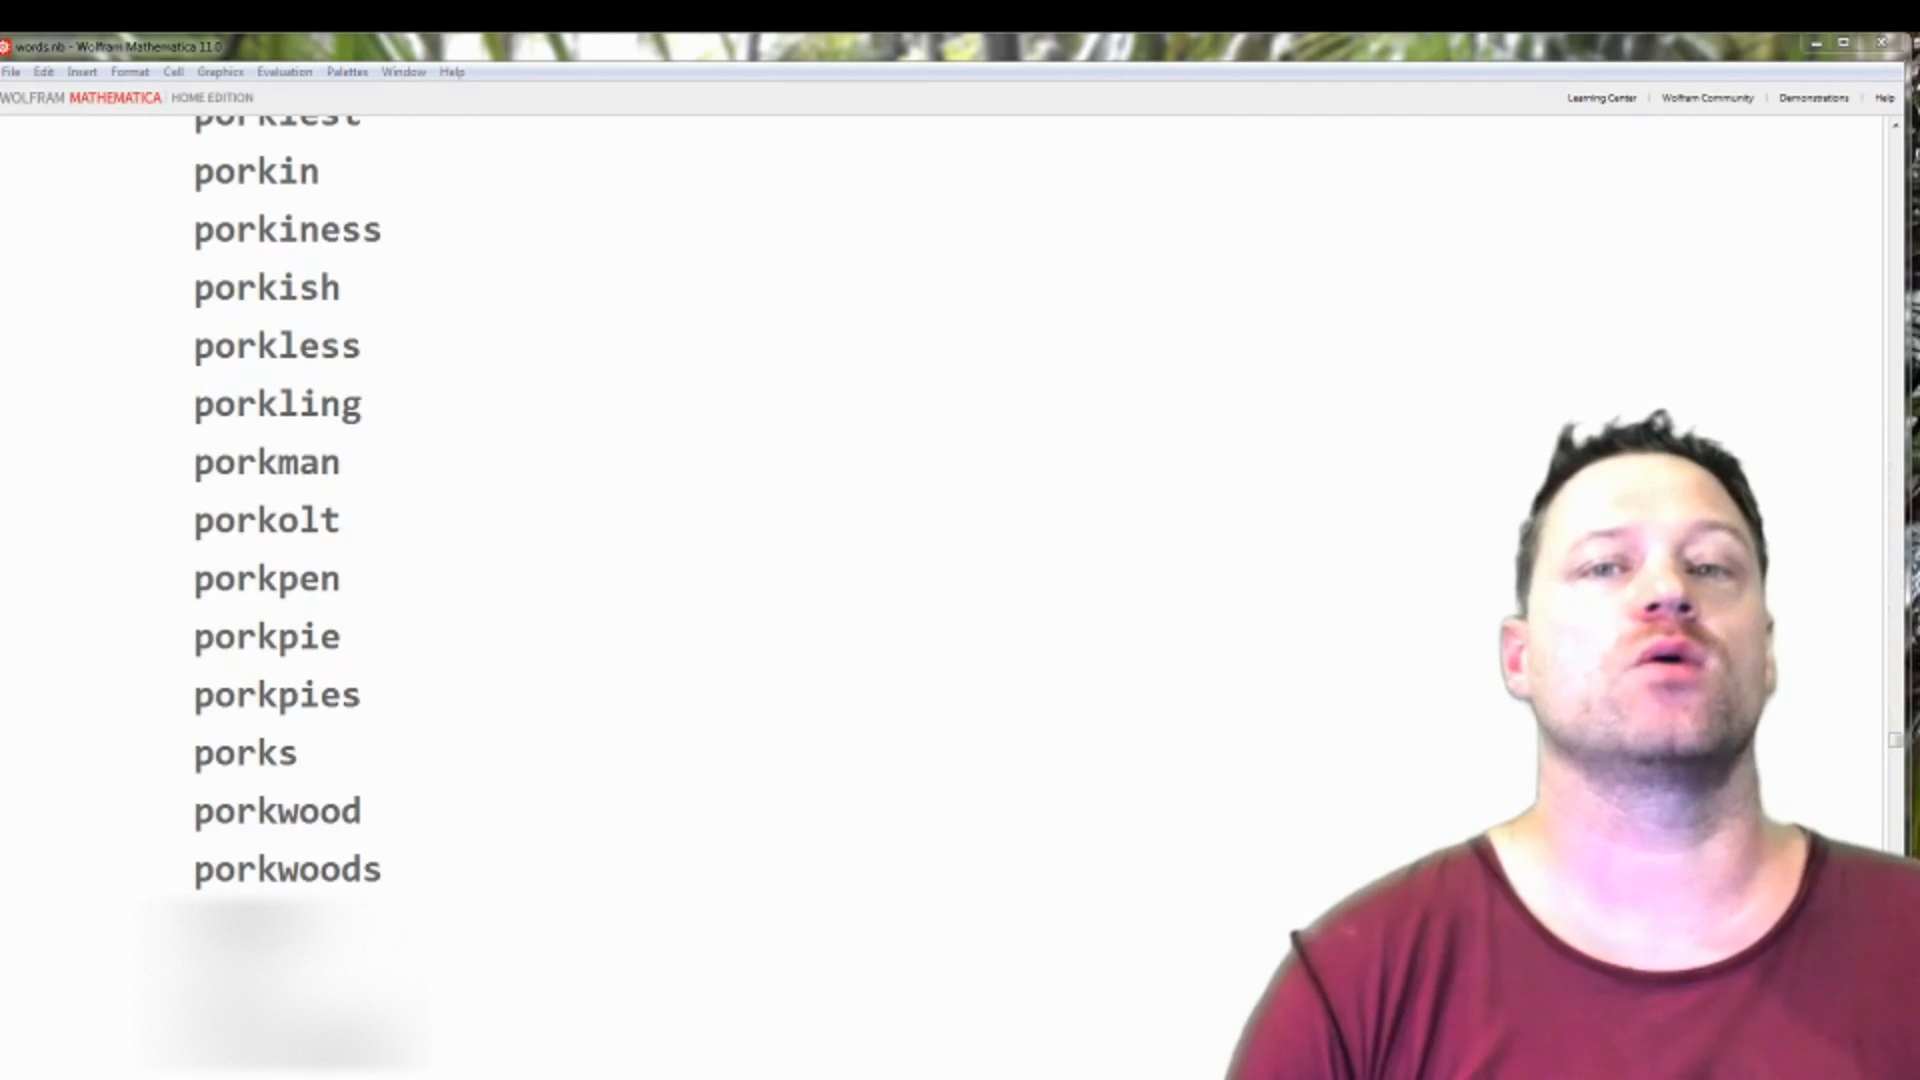 words.nb - Wolfram Mathematica 11.0
File Edit Insert Format Cell Graphics Evaluation Palettes Window Help
WOLFRAM MATHEMATICA | HOME EDITION
Learning Center | Wolfram Community | Demonstrations | Help
porkiest
porkin
porkiness
porkish
porkless
porkling
porkman
porkolt
porkpen
porkpie
porkpies
porks
porkwood
porkwoods